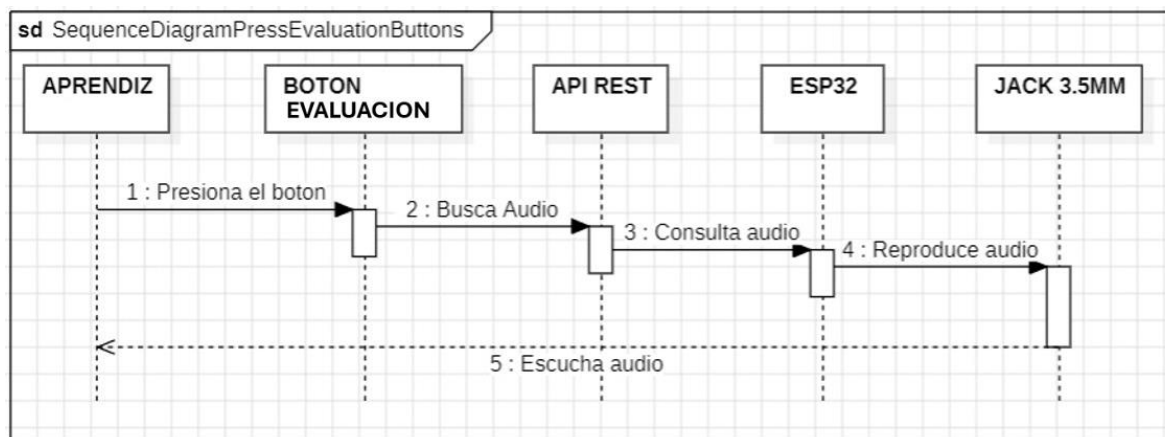 sd SequenceDiagramPressEvaluationButtons
APRENDIZ
BOTON
EVALUACION
API REST
ESP32
JACK 3.5MM
1 : Presiona el boton
2 : Busca Audio
3 : Consulta audio
4 : Reproduce audio
5 : Escucha audio